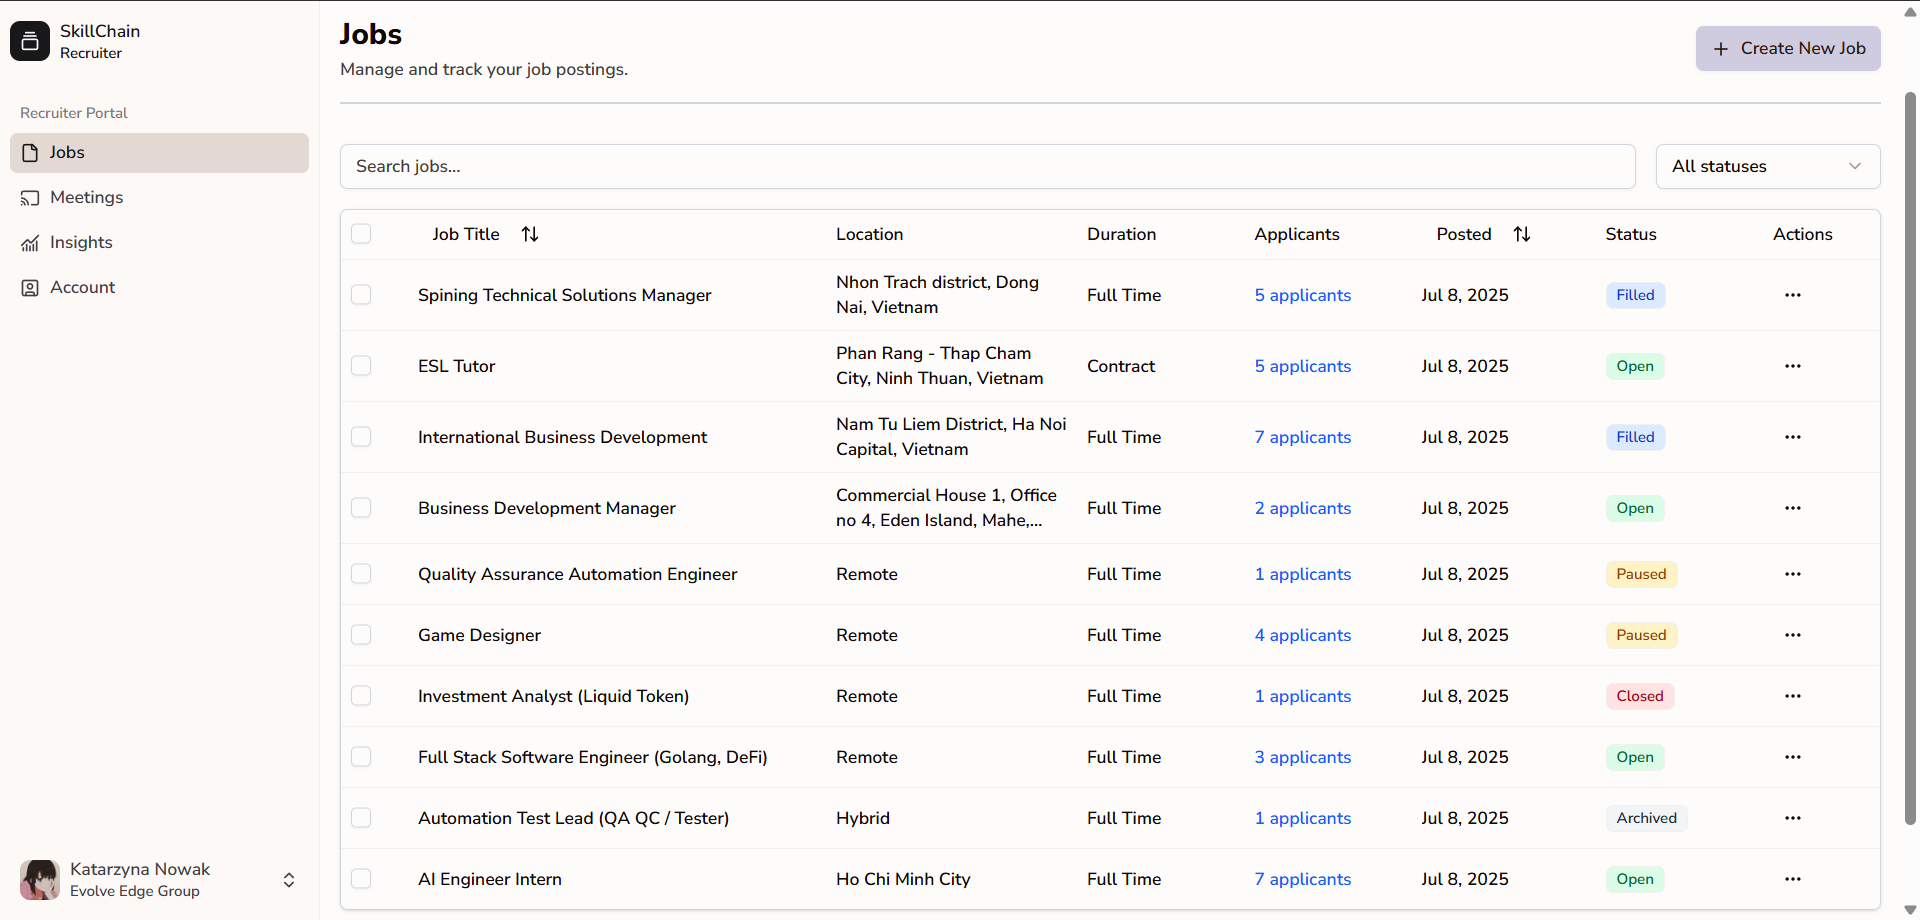 SkillChain
Recruiter
Recruiter Portal
Jobs
Meetings
Insights
Account
Katarzyna Nowak
Evolve Edge Group
Jobs
Manage and track your job postings.
Create New Job
Search jobs...
All statuses
Job Title Location Duration Applicants Posted Status Actions
Spining Technical Solutions Manager
Nhon Trach district, Dong
Nai, Vietnam
Full Time 5 applicants Jul 8, 2025 Filled
ESL Tutor
Phan Rang - Thap Cham
City, Ninh Thuan, Vietnam
Contract 5 applicants Jul 8, 2025 Open
International Business Development
Nam Tu Liem District, Ha Noi
Capital, Vietnam
Full Time 7 applicants Jul 8, 2025 Filled
Business Development Manager
Commercial House 1, Office
no 4, Eden Island, Mahe,...
Full Time 2 applicants Jul 8, 2025 Open
Quality Assurance Automation Engineer Remote Full Time 1 applicants Jul 8, 2025 Paused
Game Designer Remote Full Time 4 applicants Jul 8, 2025 Paused
Investment Analyst (Liquid Token) Remote Full Time 1 applicants Jul 8, 2025 Closed
Full Stack Software Engineer (Golang, DeFi) Remote Full Time 3 applicants Jul 8, 2025 Open
Automation Test Lead (QA QC / Tester) Hybrid Full Time 1 applicants Jul 8, 2025 Archived
AI Engineer Intern Ho Chi Minh City Full Time 7 applicants Jul 8, 2025 Open